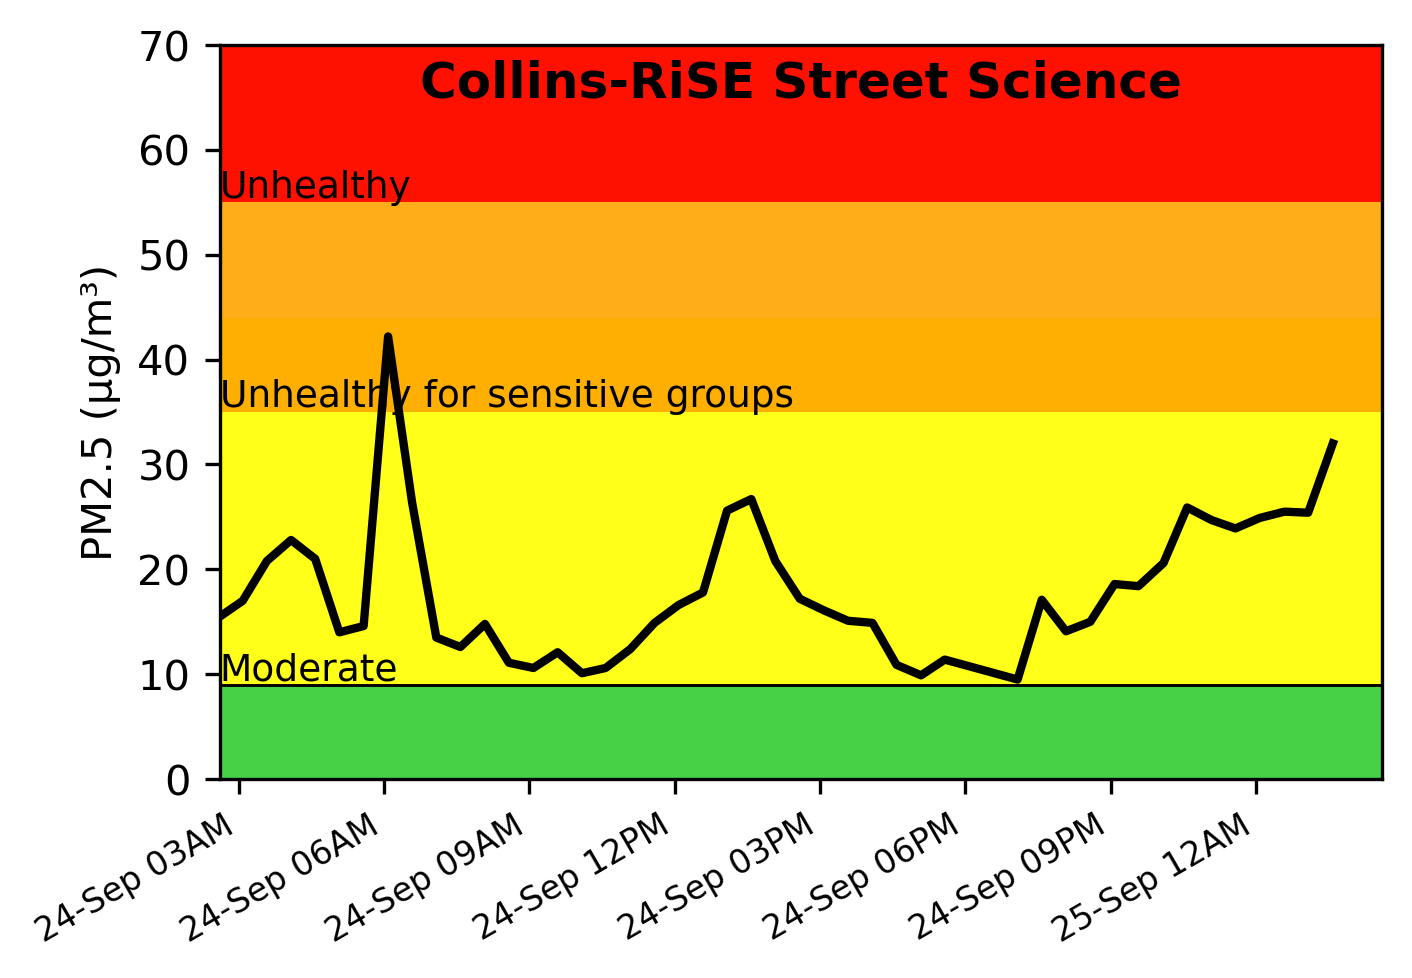 Collins-RiSE Street Science
70
60
Unhealthy
50
40
Unhealthy for sensitive groups
30
20
Moderate
10
0
PM2.5 (µg/m³)
24-Sep 03AM
24-Sep 06AM
24-Sep 09AM
24-Sep 12PM
24-Sep 03PM
24-Sep 06PM
24-Sep 09PM
25-Sep 12AM